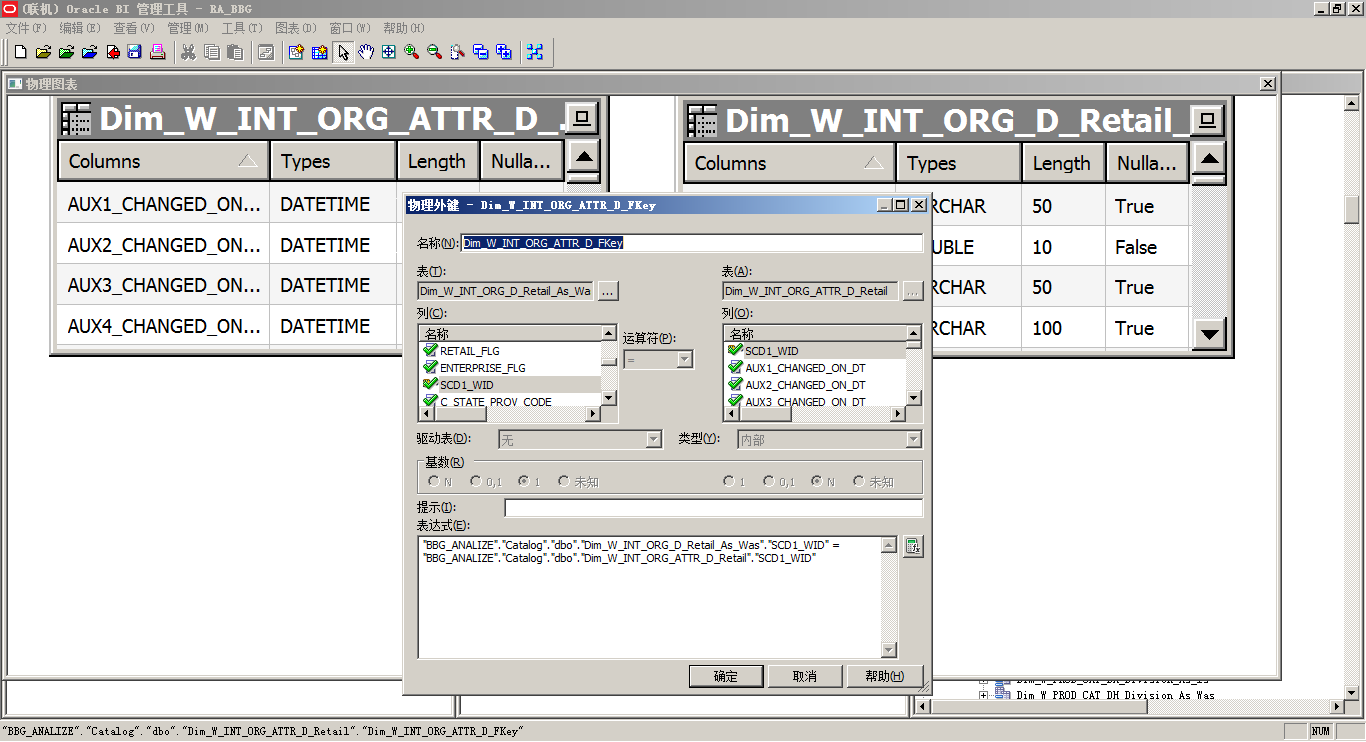 (联机) Oracle BI 管理工具 - RA_BBG
文件(F) 编辑(E) 查看(V) 管理(M) 工具(T) 图表(D) 窗口(W) 帮助(H)
物理图表
Dim_W_INT_ORG_ATTR_D_.
Columns Types Length Nulla...
AUX1_CHANGED_ON... DATETIME
AUX2_CHANGED_ON... DATETIME
AUX3_CHANGED_ON... DATETIME
AUX4_CHANGED_ON... DATETIME
Dim_W_INT_ORG_D_Retail_
Columns Types Length Nulla...
RCHAR 50 True
UBLE 10 False
RCHAR 50 True
RCHAR 100 True
物理外键 - Dim_W_INT_ORG_ATTR_D_FKey
名称(N): Dim_W_INT_ORG_ATTR_D_FKey
表(T): 表(A):
Dim_W_INT_ORG_D_Retail_As_Wa ... Dim_W_INT_ORG_ATTR_D_Retail ...
列(C): 列(O):
名称 运算符(P): 名称
RETAIL_FLG = SCD1_WID
ENTERPRISE_FLG AUX1_CHANGED_ON_DT
SCD1_WID AUX2_CHANGED_ON_DT
C_STATE_PROV_CODE AUX3_CHANGED_ON_DT
驱动表(D): 无 类型(Y): 内部
基数(R)
N 0,1 1 未知 1 0,1 N 未知
提示(I):
表达式(E):
"BBG_ANALIZE"."Catalog"."dbo"."Dim_W_INT_ORG_D_Retail_As_Was"."SCD1_WID" =
"BBG_ANALIZE"."Catalog"."dbo"."Dim_W_INT_ORG_ATTR_D_Retail"."SCD1_WID"
确定 取消 帮助(H)
Dim_W_PROD_CAT_DH_Division_As_Is
Dim_W_PROD_CAT_DH_Division_As_Was
"BBG_ANALIZE"."Catalog"."dbo"."Dim_W_INT_ORG_ATTR_D_Retail"."Dim_W_INT_ORG_ATTR_D_FKey" NUM